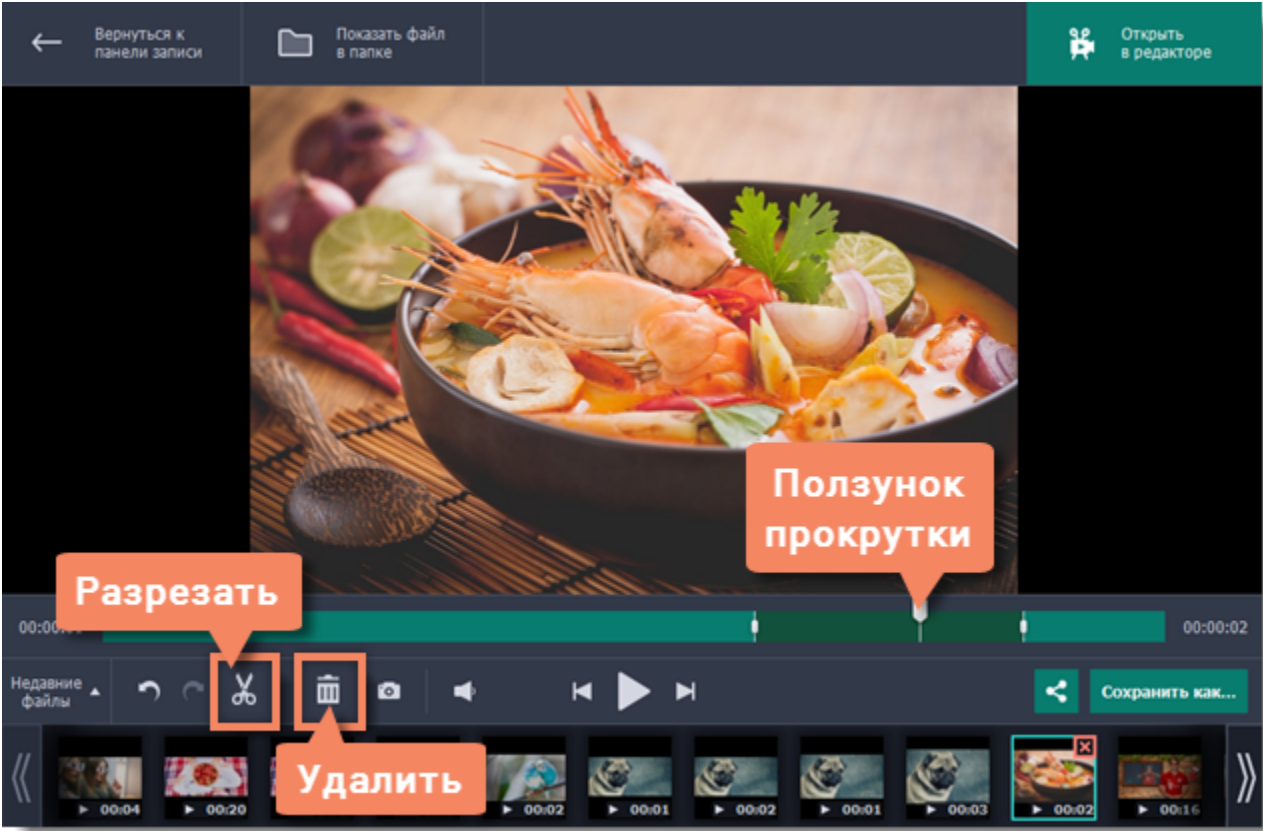 Вернуться к
панели записи
Показать файл
в папке
Открыть
в редакторе
Ползунок
прокрутки
Разрезать
00:00:02
Недавние
файлы
Сохранить как...
Удалить
00:04
00:20
00:02
00:01
00:02
00:01
00:03
00:02
00:16